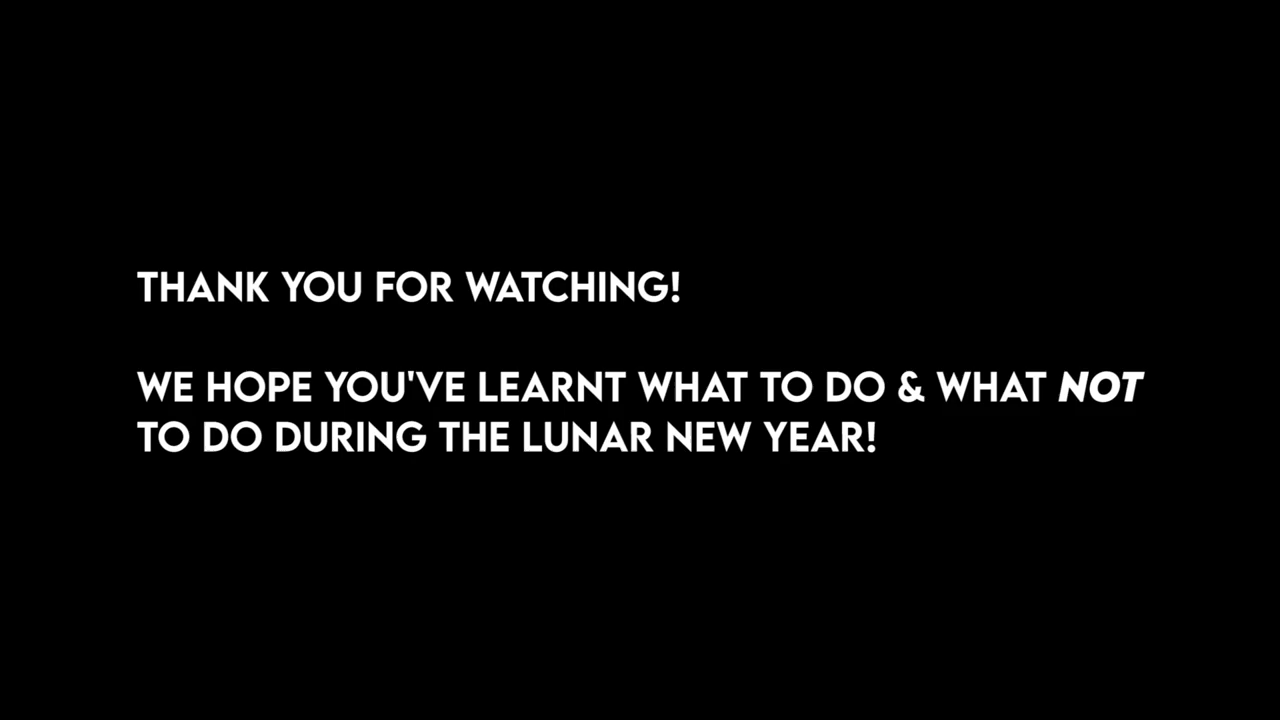 THANK YOU FOR WATCHING!
WE HOPE YOU'VE LEARNT WHAT TO DO & WHAT NOT
TO DO DURING THE LUNAR NEW YEAR!